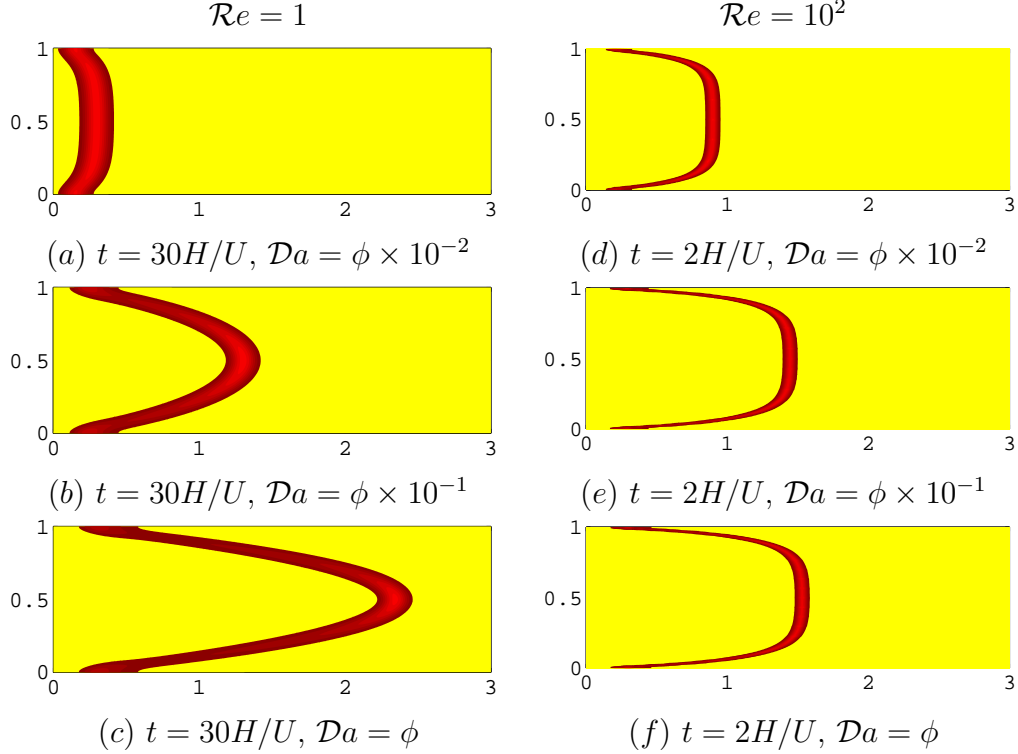 𝓡e = 1
1
0.5
0
0 1 2 3
(a) t = 30H/U, 𝓓a = ϕ × 10⁻²
1
0.5
0
0 1 2 3
(b) t = 30H/U, 𝓓a = ϕ × 10⁻¹
1
0.5
0
0 1 2 3
(c) t = 30H/U, 𝓓a = ϕ
𝓡e = 10²
1
0.5
0
0 1 2 3
(d) t = 2H/U, 𝓓a = ϕ × 10⁻²
1
0.5
0
0 1 2 3
(e) t = 2H/U, 𝓓a = ϕ × 10⁻¹
1
0.5
0
0 1 2 3
(f) t = 2H/U, 𝓓a = ϕ